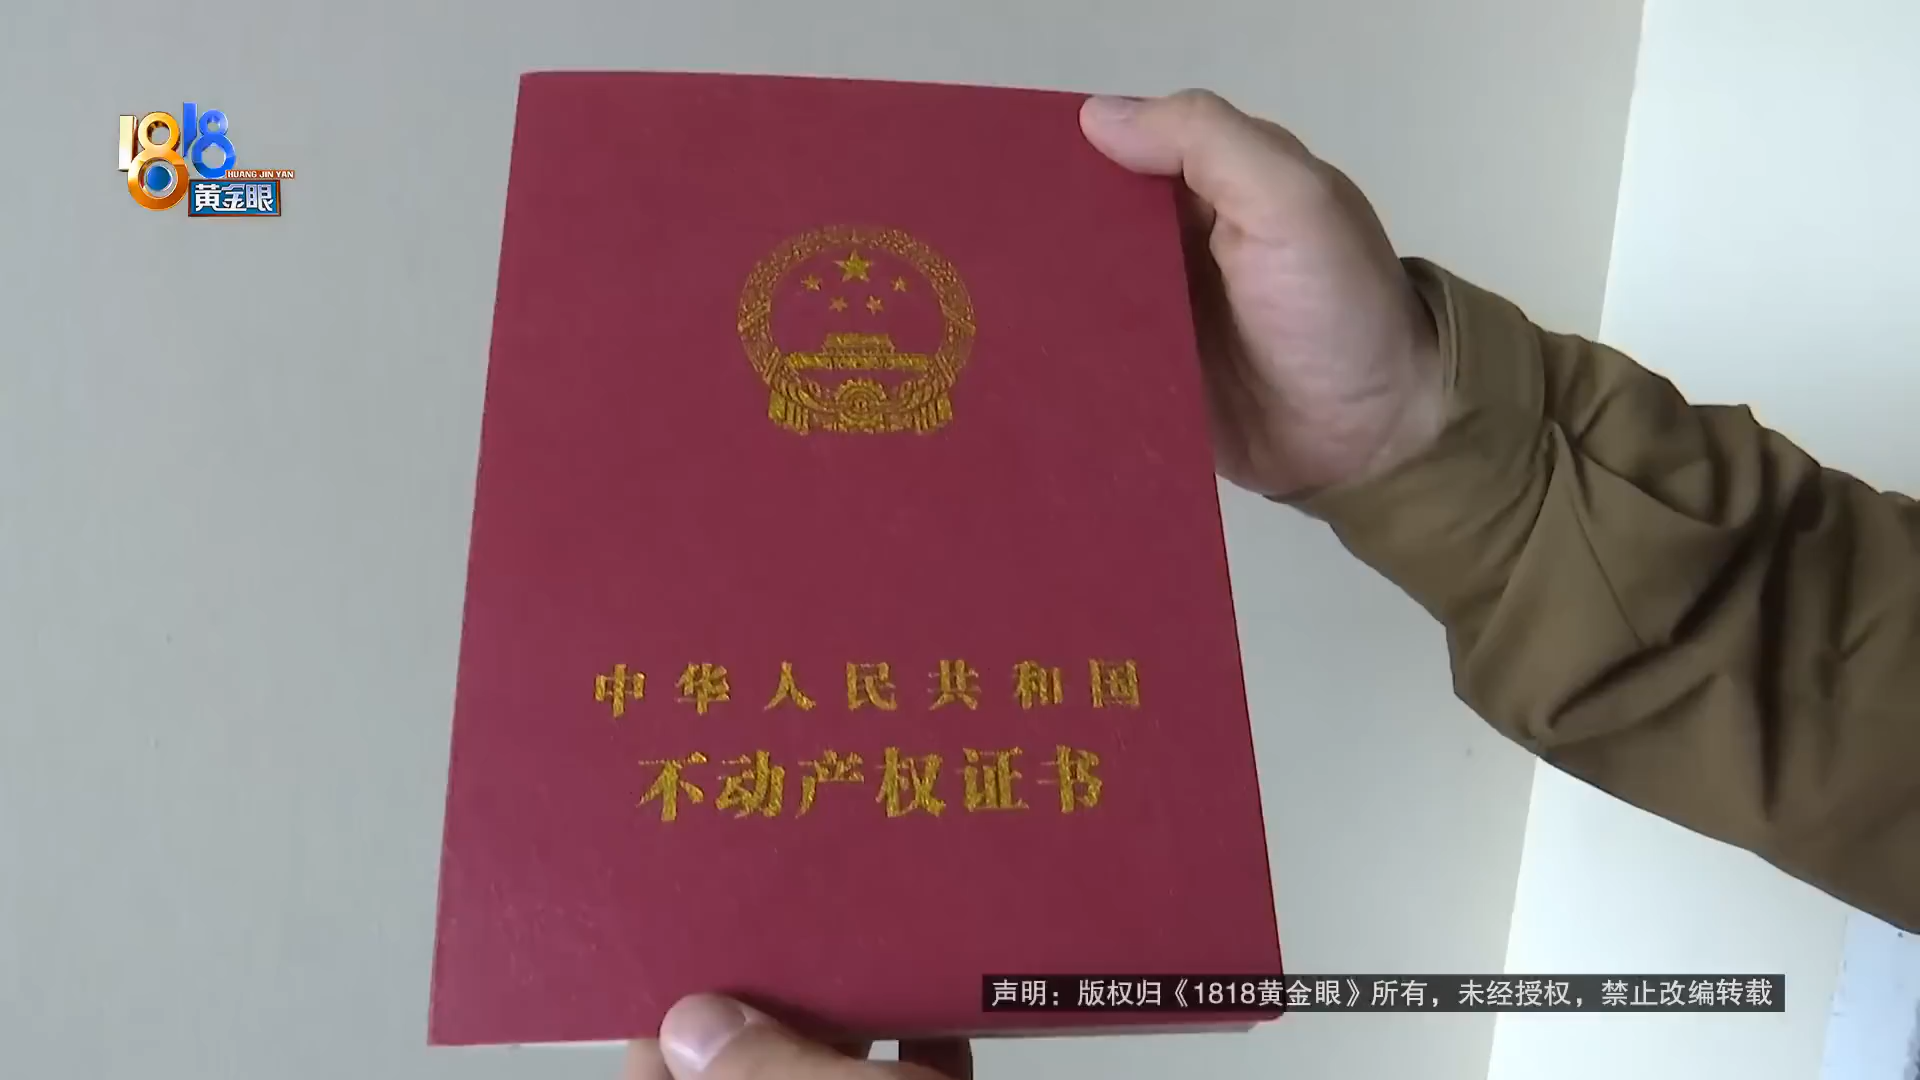 1818
HUANG JIN YAN
黄金眼
中华人民共和国
不动产权证书
声明：版权归《1818黄金眼》所有，未经授权，禁止改编转载